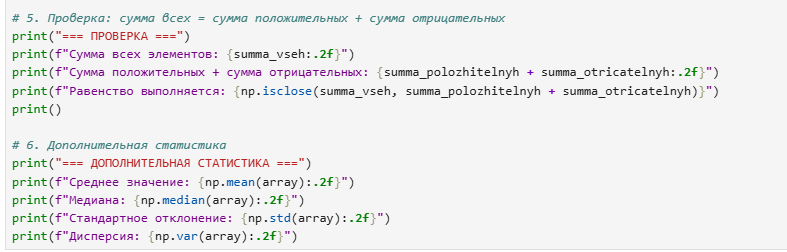 # 5. Проверка: сумма всех = сумма положительных + сумма отрицательных
print("=== ПРОВЕРКА ===")
print(f"Сумма всех элементов: {summa_vseh:.2f}")
print(f"Сумма положительных + сумма отрицательных: {summa_polozhitelnyh + summa_otricatelnyh:.2f}")
print(f"Равенство выполняется: {np.isclose(summa_vseh, summa_polozhitelnyh + summa_otricatelnyh)}")
print()
# 6. Дополнительная статистика
print("=== ДОПОЛНИТЕЛЬНАЯ СТАТИСТИКА ===")
print(f"Среднее значение: {np.mean(array):.2f}")
print(f"Медиана: {np.median(array):.2f}")
print(f"Стандартное отклонение: {np.std(array):.2f}")
print(f"Дисперсия: {np.var(array):.2f}")